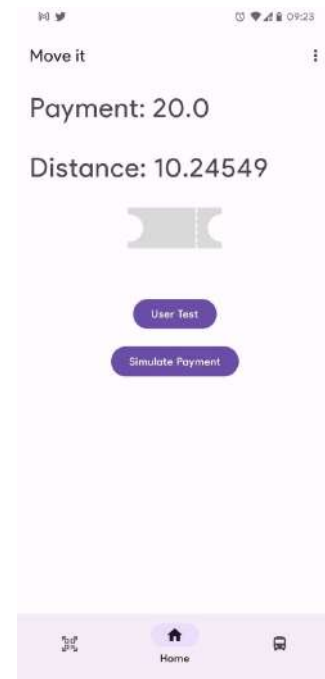 09:23
Move it
Payment: 20.0
Distance: 10.24549
User Test
Simulate Payment
Home